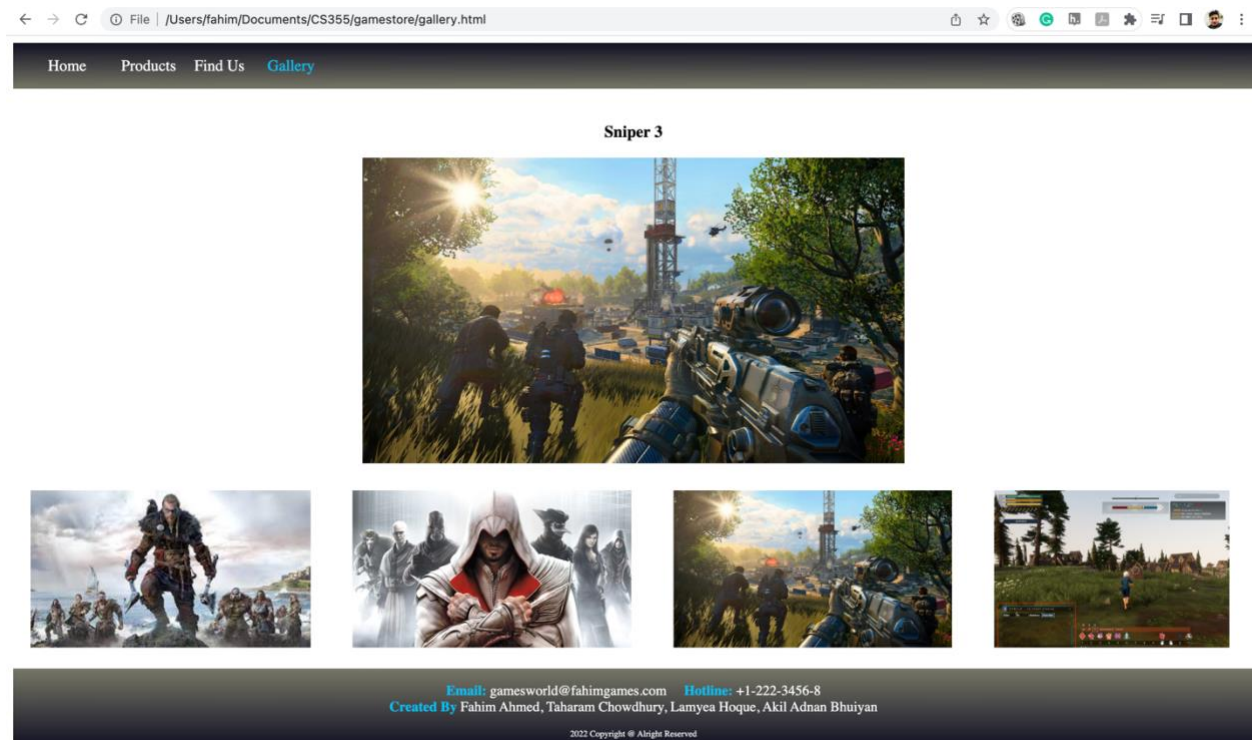 File | /Users/fahim/Documents/CS355/gamestore/gallery.html
Home Products Find Us Gallery
Sniper 3
Email: gamesworld@fahimgames.com Hotline: +1-222-3456-8
Created By Fahim Ahmed, Taharam Chowdhury, Lamyea Hoque, Akil Adnan Bhuiyan
2022 Copyright @ Alright Reserved